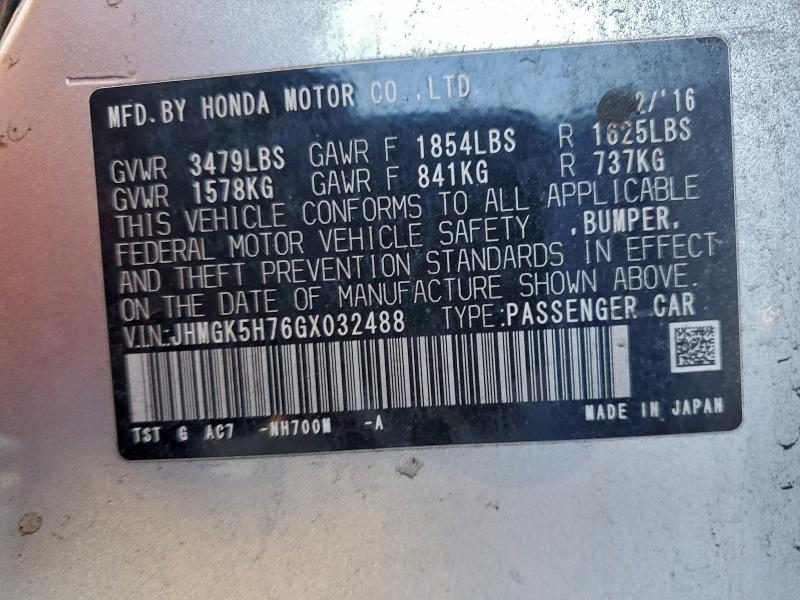 MFD.BY HONDA MOTOR CO.,LTD. 2/'16
GVWR 3479LBS GAWR F 1854LBS R 1625LBS
GVWR 1578KG GAWR F 841KG R 737KG
THIS VEHICLE CONFORMS TO ALL APPLICABLE
FEDERAL MOTOR VEHICLE SAFETY ,BUMPER,
AND THEFT PREVENTION STANDARDS IN EFFECT
ON THE DATE OF MANUFACTURE SHOWN ABOVE.
V.I.N:JHMGK5H76GX032488 TYPE:PASSENGER CAR
TST G AC7 -NH700M -A
MADE IN JAPAN